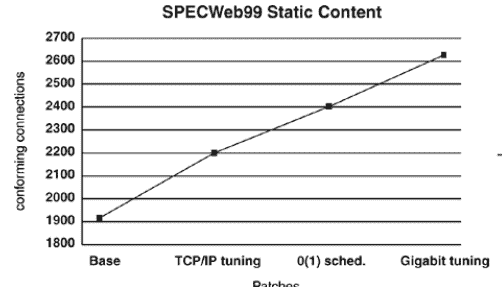 SPECWeb99 Static Content
conforming connections
2700
2600
2500
2400
2300
2200
2100
2000
1900
1800
Base TCP/IP tuning 0(1) sched. Gigabit tuning
Patches